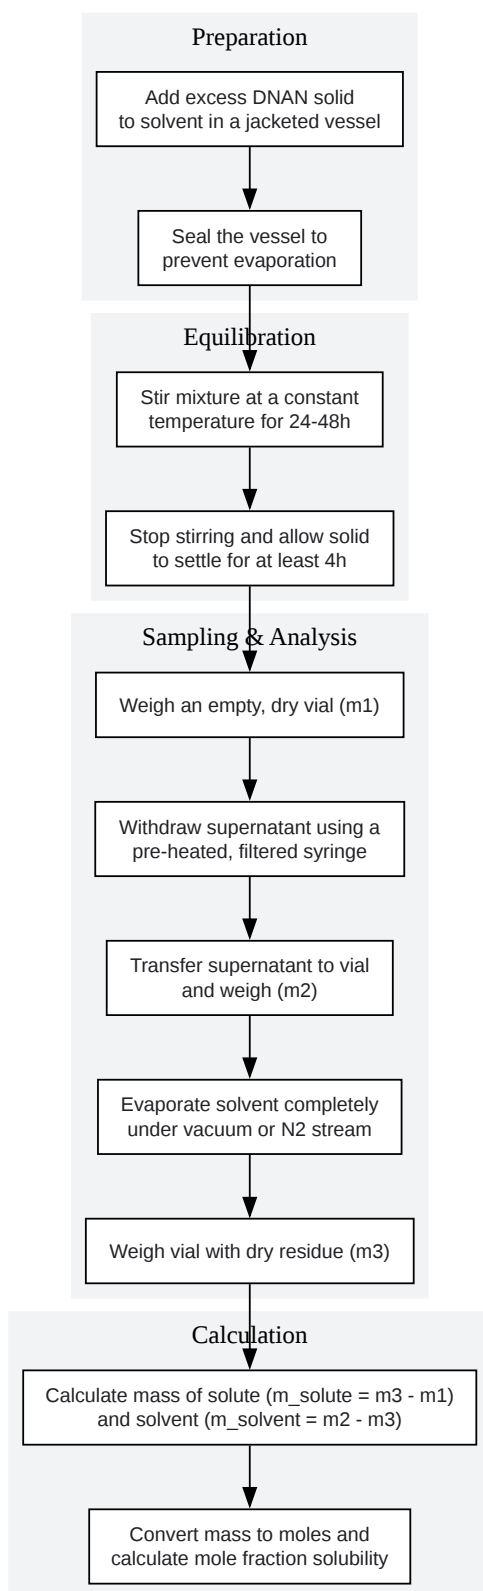 Preparation
Add excess DNAN solid
to solvent in a jacketed vessel
Seal the vessel to
prevent evaporation
Equilibration
Stir mixture at a constant
temperature for 24-48h
Stop stirring and allow solid
to settle for at least 4h
Sampling & Analysis
Weigh an empty, dry vial (m1)
Withdraw supernatant using a
pre-heated, filtered syringe
Transfer supernatant to vial
and weigh (m2)
Evaporate solvent completely
under vacuum or N2 stream
Weigh vial with dry residue (m3)
Calculation
Calculate mass of solute (m_solute = m3 - m1)
and solvent (m_solvent = m2 - m3)
Convert mass to moles and
calculate mole fraction solubility